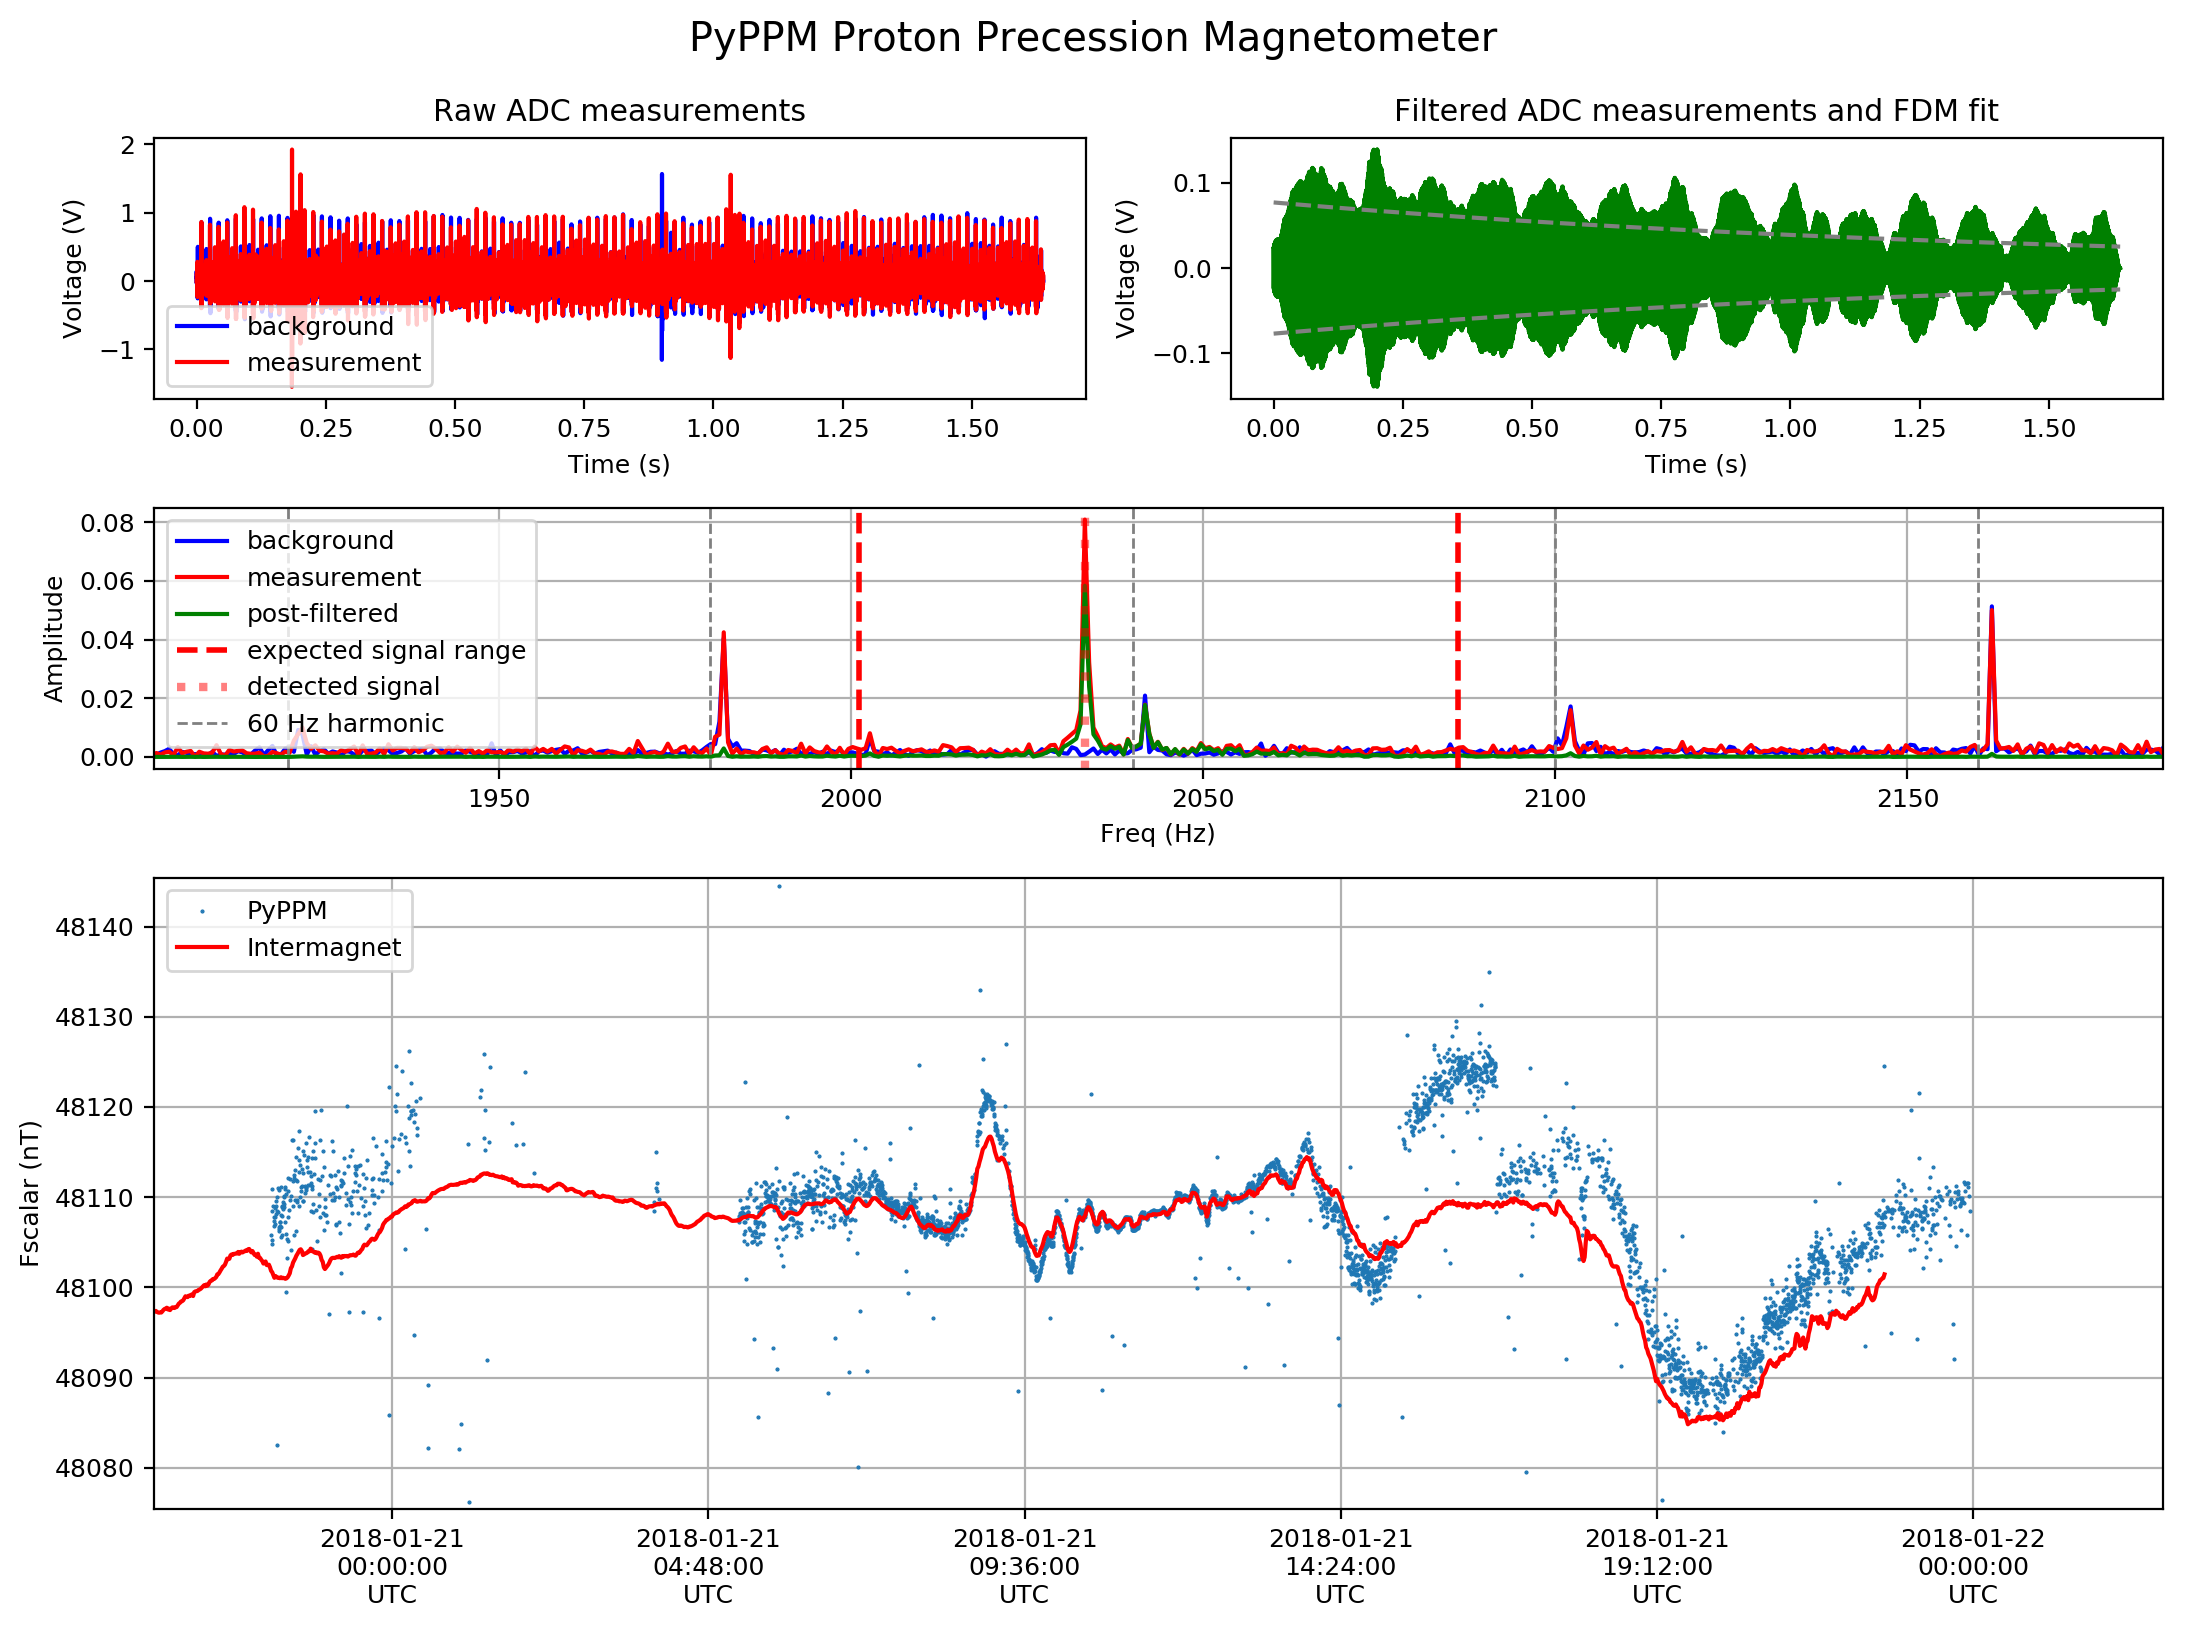 PyPPM Proton Precession Magnetometer
Raw ADC measurements
Voltage (V)
2
1
0
−1
background
measurement
0.00 0.25 0.50 0.75 1.00 1.25 1.50
Time (s)
Filtered ADC measurements and FDM fit
Voltage (V)
0.1
0.0
−0.1
0.00 0.25 0.50 0.75 1.00 1.25 1.50
Time (s)
Amplitude
0.08
0.06
0.04
0.02
0.00
background
measurement
post-filtered
expected signal range
detected signal
60 Hz harmonic
1950 2000 2050 2100 2150
Freq (Hz)
Fscalar (nT)
48140
48130
48120
48110
48100
48090
48080
PyPPM
Intermagnet
2018-01-21 2018-01-21 2018-01-21 2018-01-21 2018-01-21 2018-01-22
00:00:00 04:48:00 09:36:00 14:24:00 19:12:00 00:00:00
UTC UTC UTC UTC UTC UTC